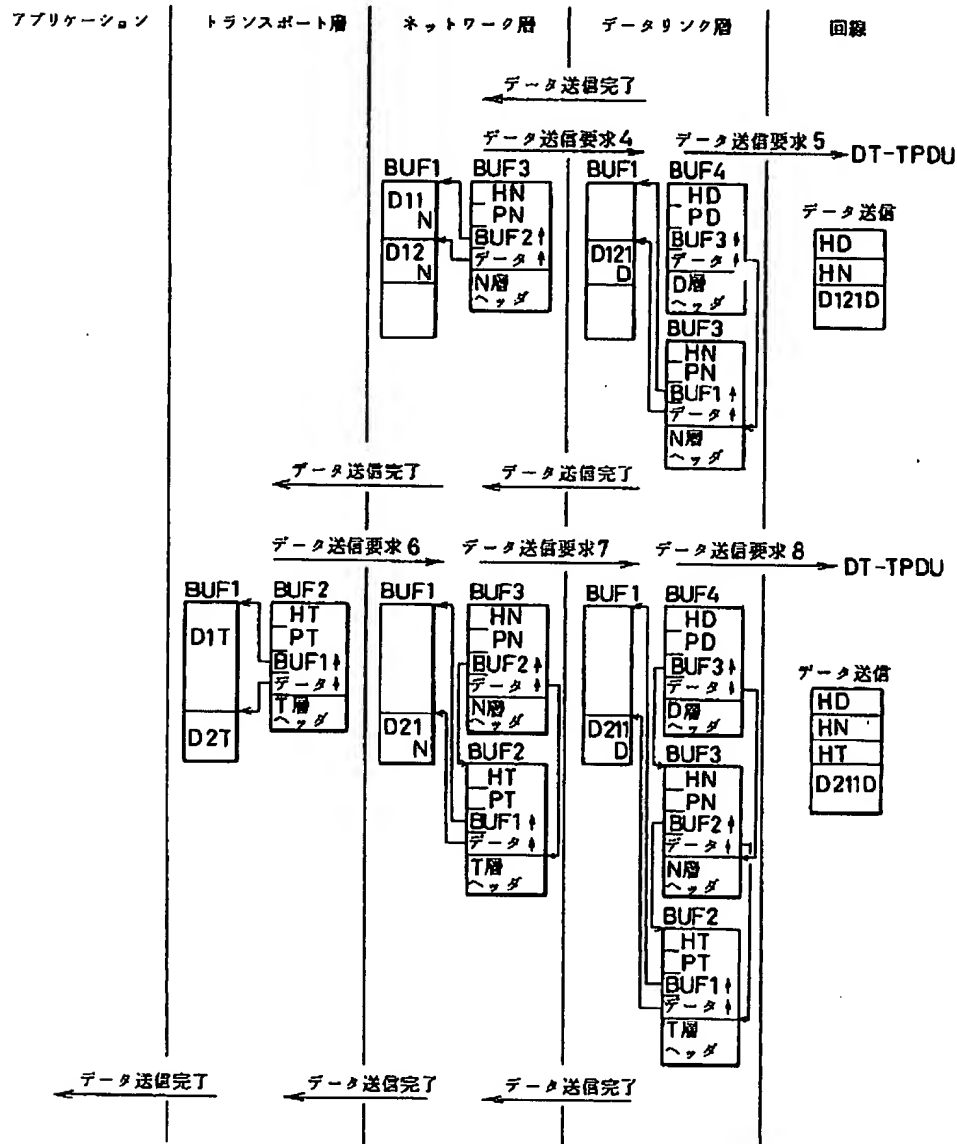 アプリケーション
トランスポート層
ネットワーク層
データリンク層
回線
データ送信完了
データ送信要求4
データ送信要求5
DT-TPDU
BUF1
D11
N
D12
N
BUF3
HN
PN
BUF2↑
データ↑
N層
ヘッダ
BUF1
D121
D
BUF4
HD
PD
BUF3↑
データ↑
D層
ヘッダ
BUF3
HN
PN
BUF1↑
データ↑
N層
ヘッダ
データ送信
HD
HN
D121D
データ送信完了
データ送信完了
データ送信要求6
データ送信要求7
データ送信要求8
DT-TPDU
BUF1
D1T
D2T
BUF2
HT
PT
BUF1↑
データ↑
T層
ヘッダ
BUF1
D21
N
BUF3
HN
PN
BUF2↑
データ↑
N層
ヘッダ
BUF2
HT
PT
BUF1↑
データ↑
T層
ヘッダ
BUF1
D211
D
BUF4
HD
PD
BUF3↑
データ↑
D層
ヘッダ
BUF3
HN
PN
BUF2↑
データ↑
N層
ヘッダ
BUF2
HT
PT
BUF1↑
データ↑
T層
ヘッダ
データ送信
HD
HN
HT
D211D
データ送信完了
データ送信完了
データ送信完了